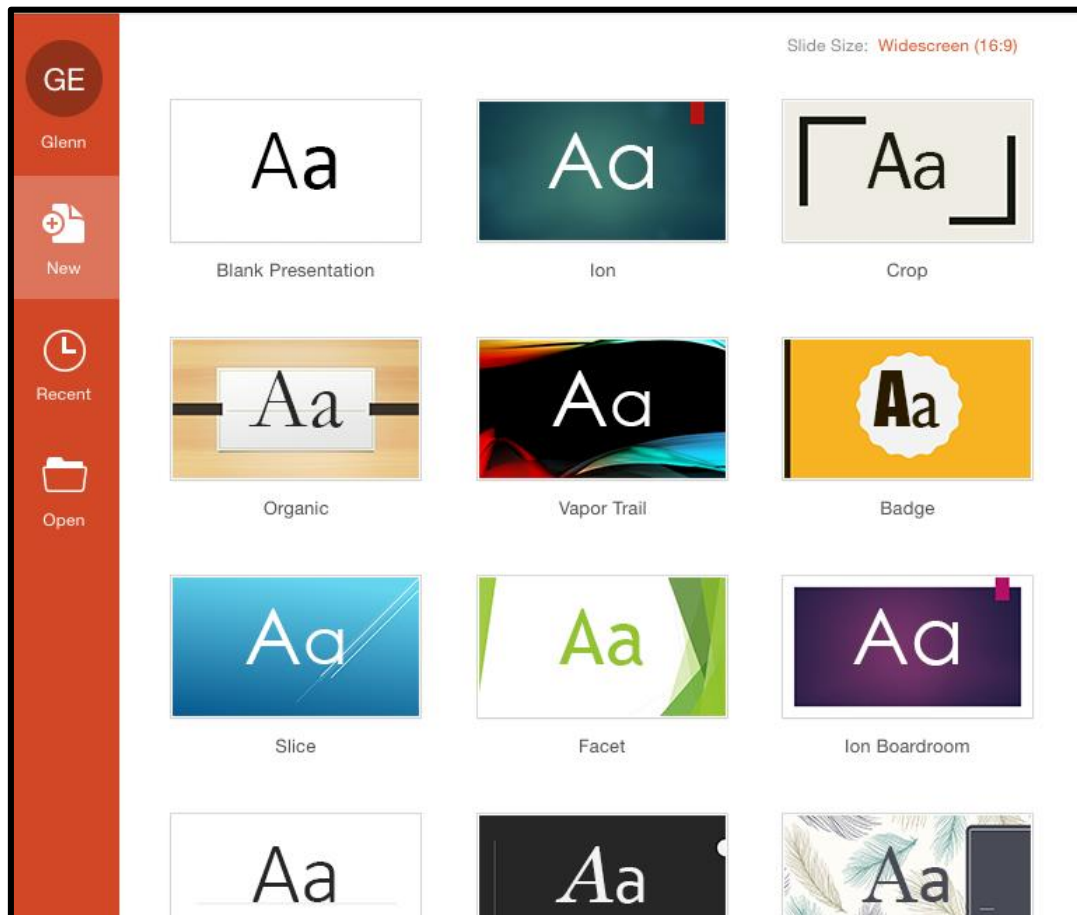 Slide Size: Widescreen (16:9)
GE
Glenn
New
Recent
Open
Aa
Aa
Aa
Blank Presentation
Ion
Crop
Aa
Aa
Aa
Organic
Vapor Trail
Badge
Aa
Aa
Aa
Slice
Facet
Ion Boardroom
Aa
Aa
Aa